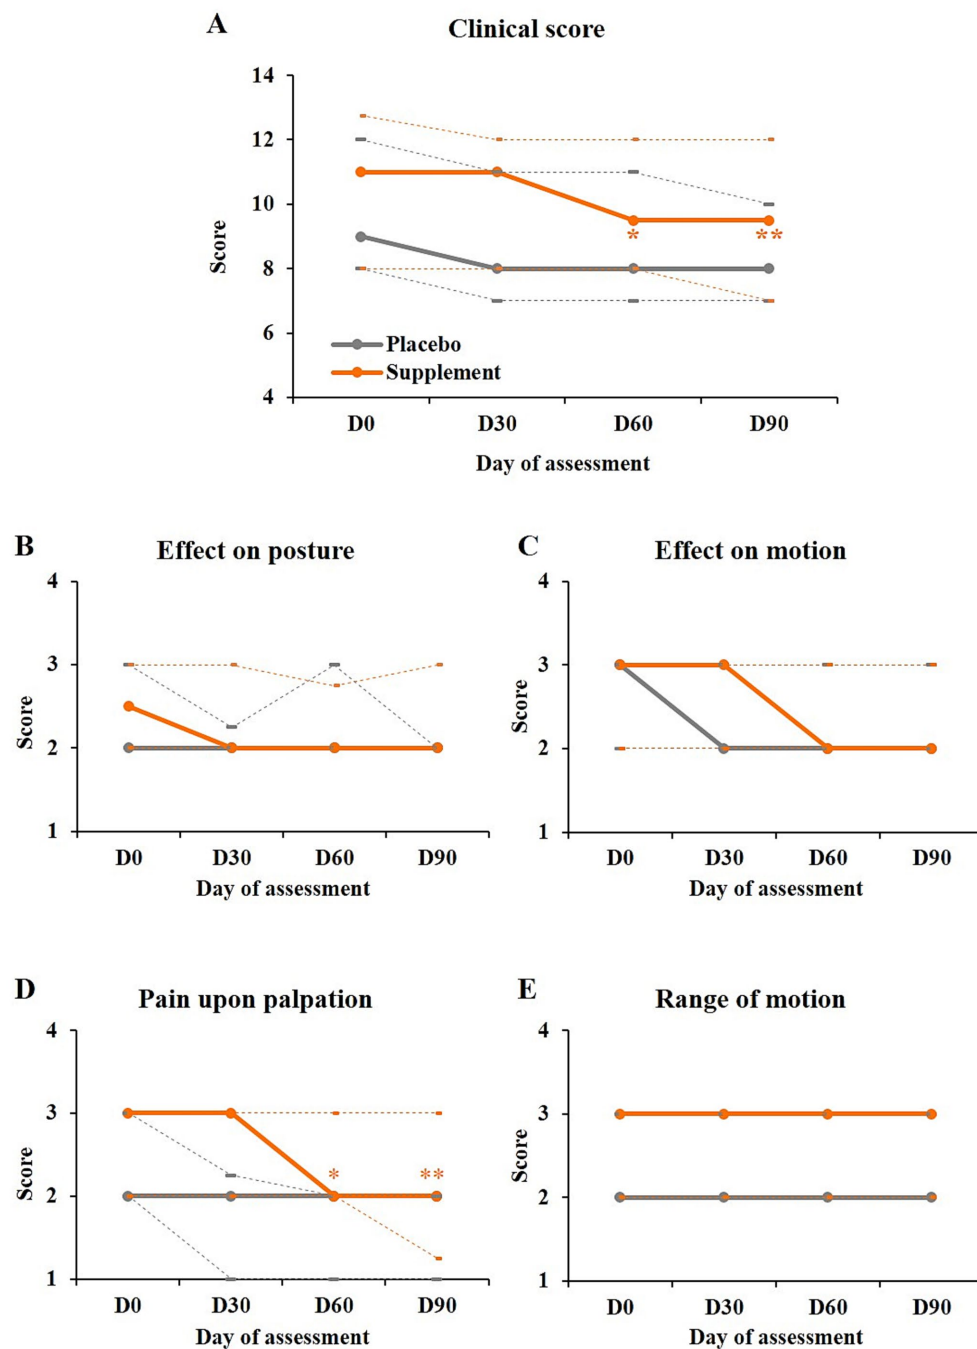 A
Clinical score
14
12
10
8
6
4
Score
* **
Placebo
Supplement
D0 D30 D60 D90
Day of assessment
B
Effect on posture
4
3
2
1
Score
D0 D30 D60 D90
Day of assessment
C
Effect on motion
4
3
2
1
Score
D0 D30 D60 D90
Day of assessment
D
Pain upon palpation
4
3
2
1
Score
* **
D0 D30 D60 D90
Day of assessment
E
Range of motion
4
3
2
1
Score
D0 D30 D60 D90
Day of assessment